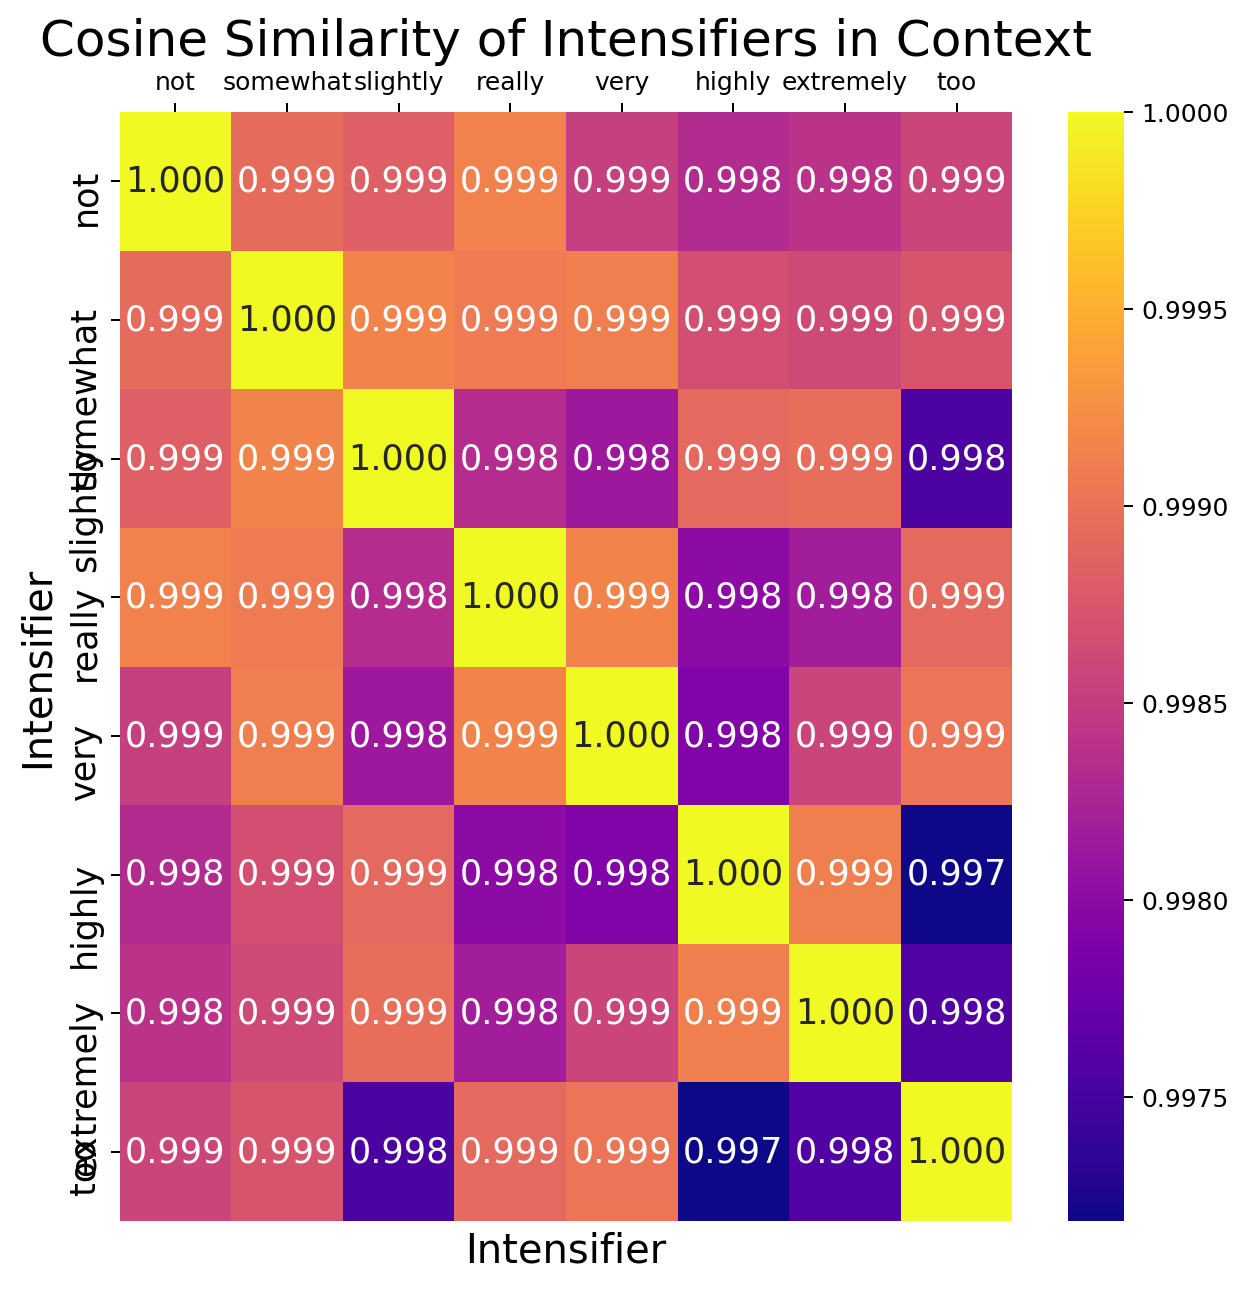 Cosine Similarity of Intensifiers in Context
not somewhat slightly really very highly extremely too
not 1.000 0.999 0.999 0.999 0.999 0.998 0.998 0.999
somewhat 0.999 1.000 0.999 0.999 0.999 0.999 0.999 0.999
slightly 0.999 0.999 1.000 0.998 0.998 0.999 0.999 0.998
really 0.999 0.999 0.998 1.000 0.999 0.998 0.998 0.999
very 0.999 0.999 0.998 0.999 1.000 0.998 0.999 0.999
highly 0.998 0.999 0.999 0.998 0.998 1.000 0.999 0.997
extremely 0.998 0.999 0.999 0.998 0.999 0.999 1.000 0.998
too 0.999 0.999 0.998 0.999 0.999 0.997 0.998 1.000
Intensifier
Intensifier
1.0000
0.9995
0.9990
0.9985
0.9980
0.9975